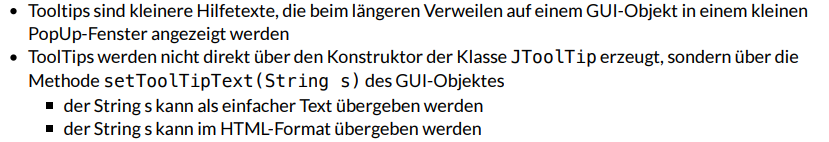 • Tooltips sind kleinere Hilfetexte, die beim längeren Verweilen auf einem GUI-Objekt in einem kleinen
PopUp-Fenster angezeigt werden
• ToolTips werden nicht direkt über den Konstruktor der Klasse JToolTip erzeugt, sondern über die
Methode setToolTipText(String s) des GUI-Objektes
▪ der String s kann als einfacher Text übergeben werden
▪ der String s kann im HTML-Format übergeben werden